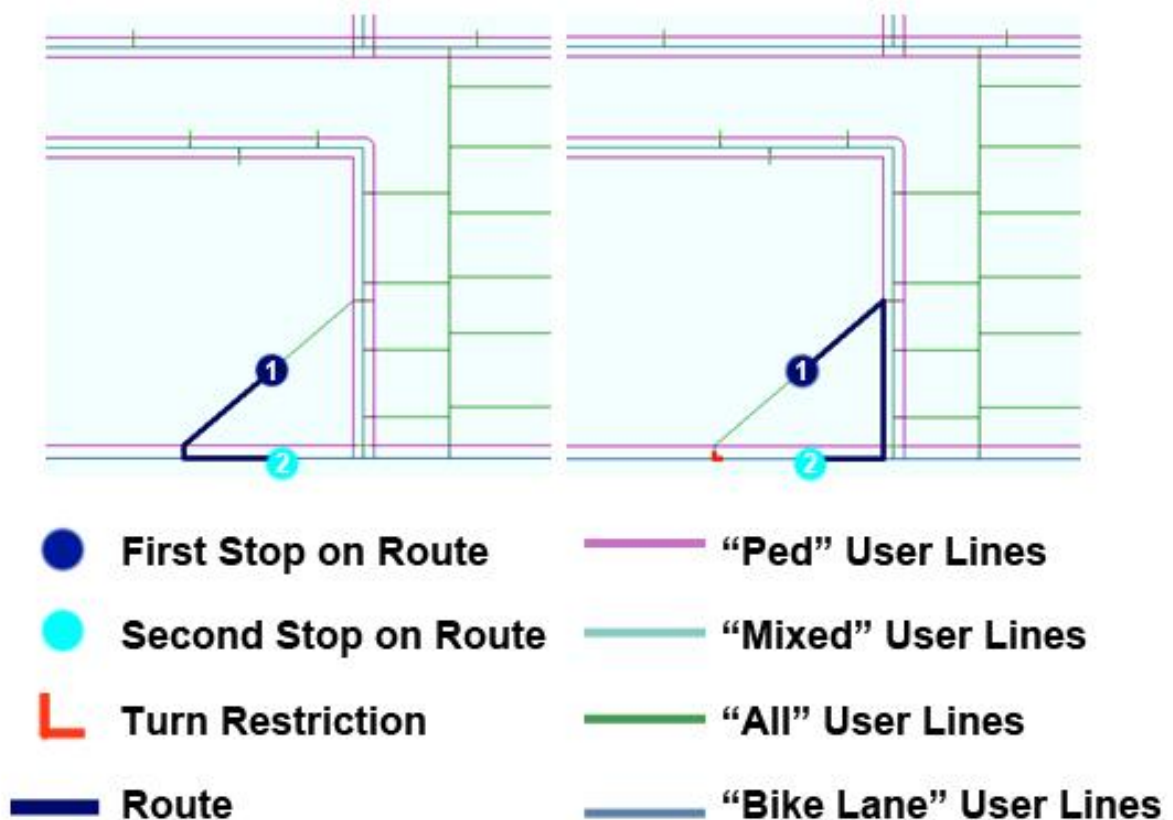 1
2
1
2
First Stop on Route
"Ped" User Lines
Second Stop on Route
"Mixed" User Lines
Turn Restriction
"All" User Lines
Route
"Bike Lane" User Lines